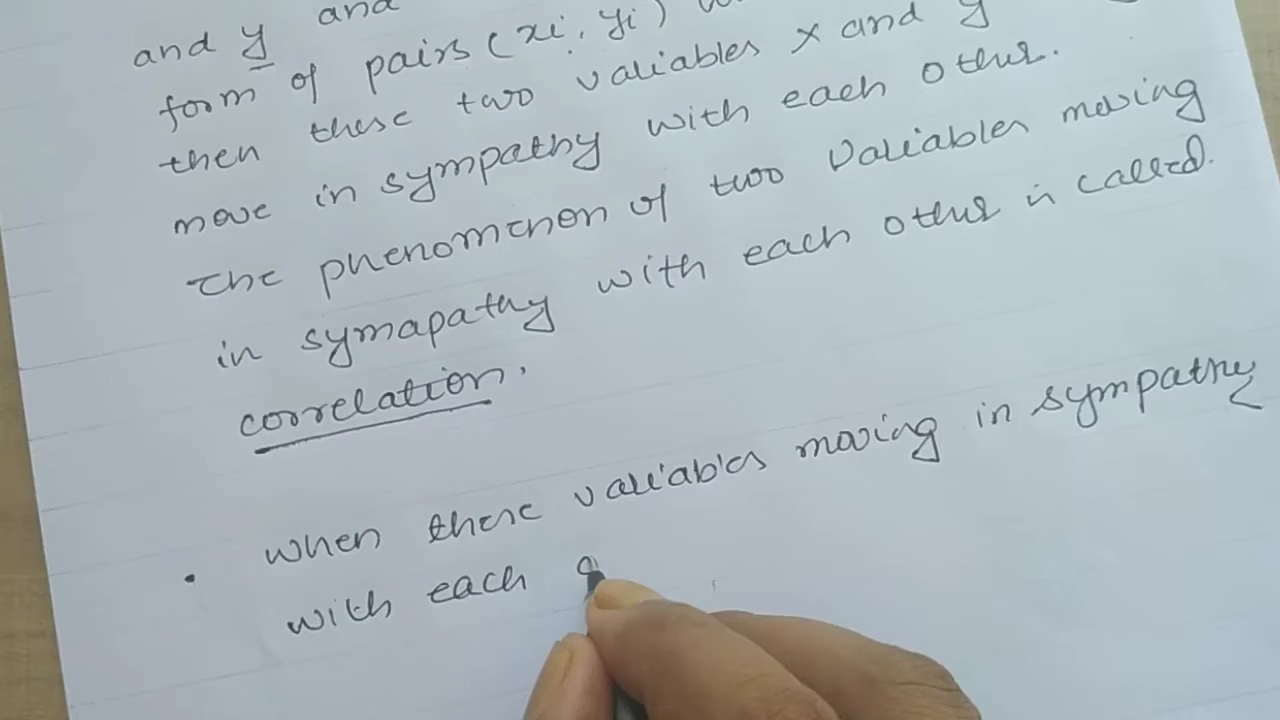 and y and
form of pairs (xi, yi)
then these two variables x and y
move in sympathy with each other.
The phenomenon of two variables moving
in symapathy with each other is called.
correlation.
. when these variables moving in sympathy
with each